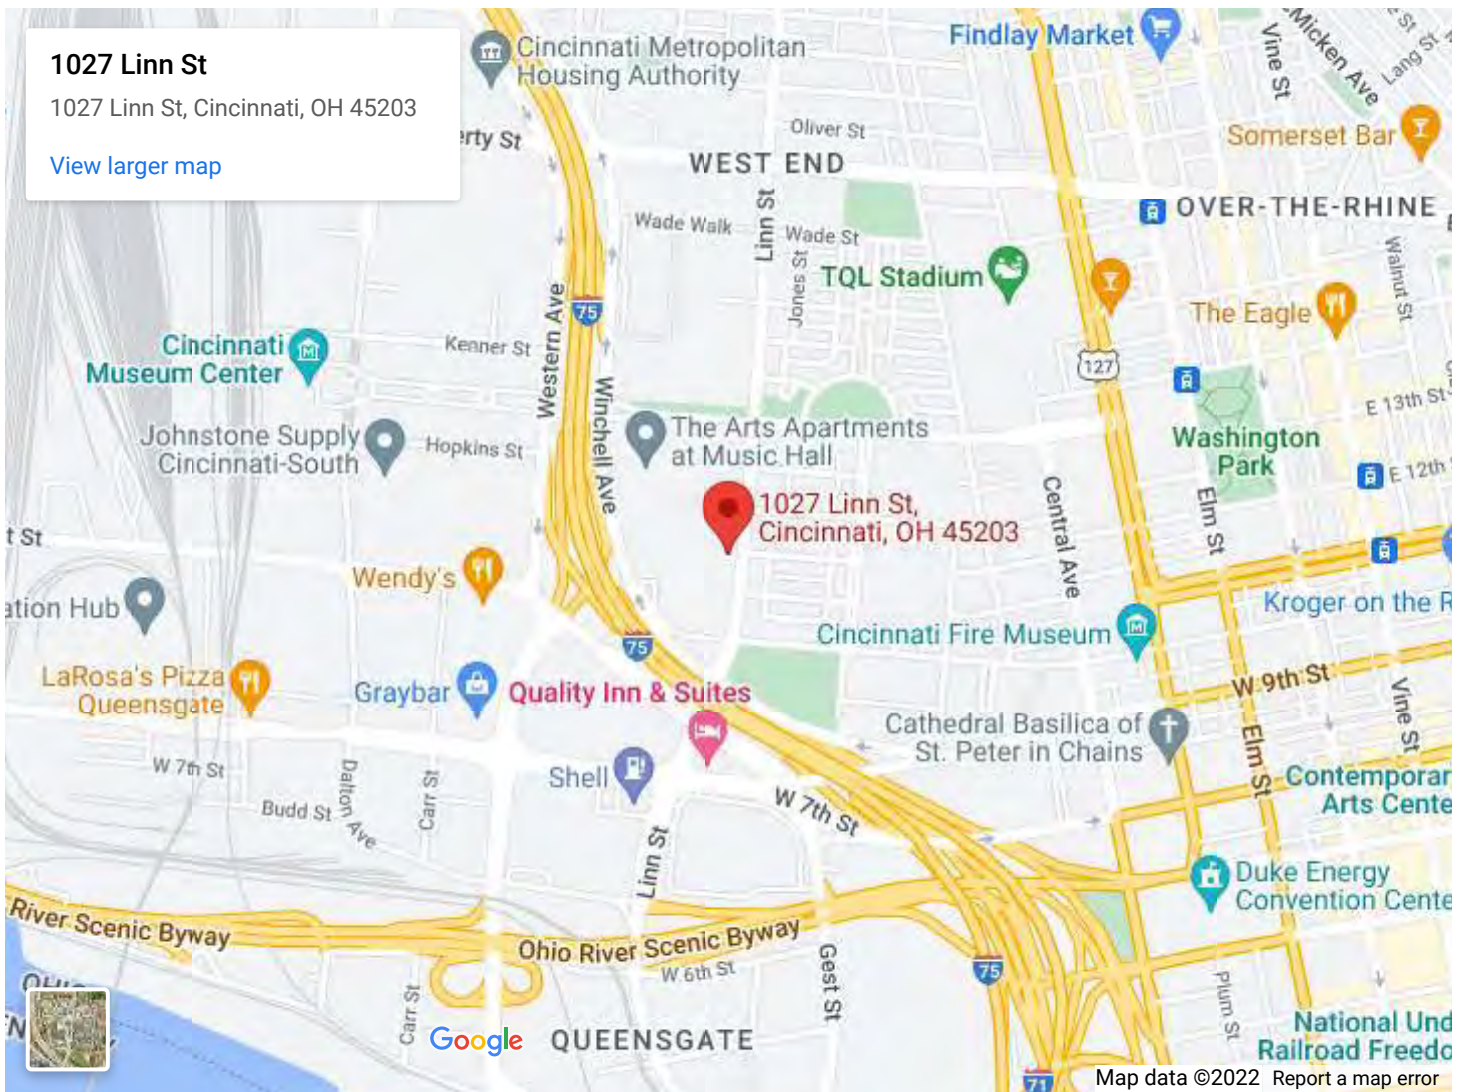 1027 Linn St
1027 Linn St, Cincinnati, OH 45203
View larger map
Cincinnati Metropolitan
Housing Authority
Findlay Market
Vine St
McMicken Ave
Lang St
Somerset Bar
erty St
Oliver St
WEST END
OVER-THE-RHINE
Linn St
Wade Walk
Wade St
Jones St
TQL Stadium
Walnut St
The Eagle
75
127
Western Ave
Winchell Ave
Kenner St
Cincinnati
Museum Center
E 13th St
Johnstone Supply
Cincinnati-South
Hopkins St
The Arts Apartments
at Music Hall
Washington
Park
E 12th
Elm St
Central Ave
1027 Linn St,
Cincinnati, OH 45203
t St
Wendy's
ation Hub
Kroger on the R
Cincinnati Fire Museum
75
LaRosa's Pizza
Queensgate
Graybar
Quality Inn & Suites
W 9th St
Vine St
Cathedral Basilica of
St. Peter in Chains
Elm St
W 7th St
Shell
Dalton Ave
Carr St
Budd St
W 7th St
Contemporar
Arts Cente
Linn St
Duke Energy
Convention Cente
River Scenic Byway
Ohio River Scenic Byway
W 6th St
Gest St
75
Plum St
Carr St
Google
QUEENSGATE
National Und
Railroad Freedo
71
Map data ©2022
Report a map error